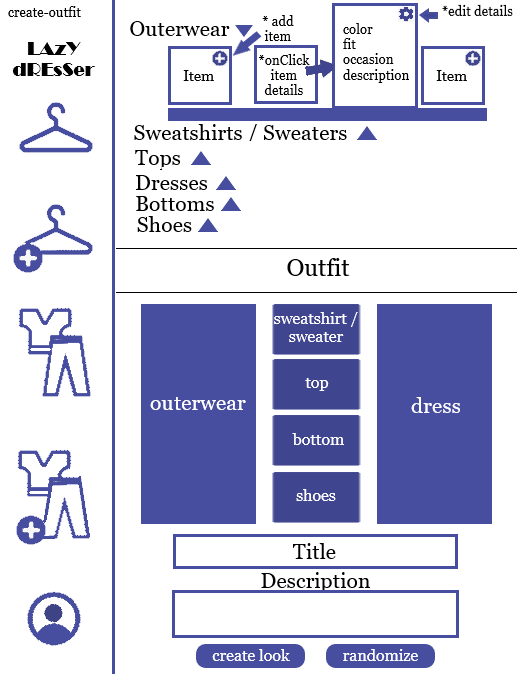 create-outfit
LAzY
dREsSer
Outerwear
* add
item
*edit details
Item
*onClick
item
details
color
fit
occasion
description
Item
Sweatshirts / Sweaters
Tops
Dresses
Bottoms
Shoes
Outfit
outerwear
sweatshirt /
sweater
top
bottom
shoes
dress
Title
Description
create look
randomize